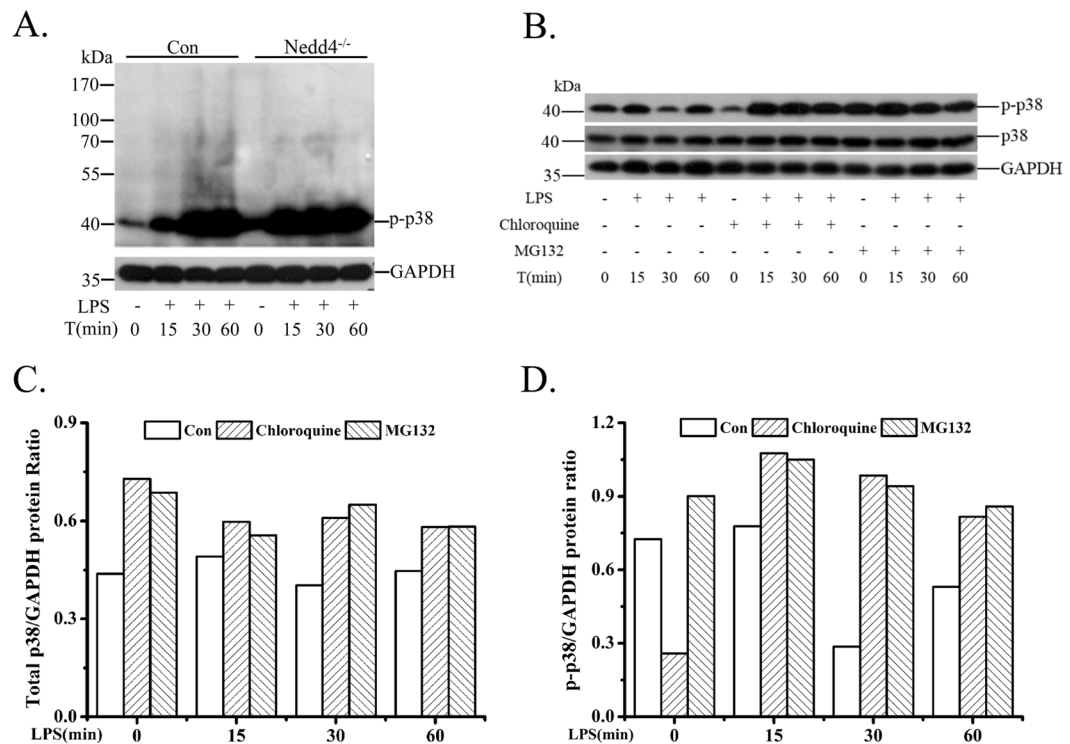 A.
Con Nedd4-/-
kDa
170
100
70
55
40
p-p38
35
GAPDH
LPS - + + + - + + +
T(min) 0 15 30 60 0 15 30 60
B.
kDa
40
p-p38
40
p38
35
GAPDH
LPS - + + + - + + + - + + +
Chloroquine - - - - + + + + - - - -
MG132 - - - - - - - - + + + +
T(min) 0 15 30 60 0 15 30 60 0 15 30 60
C.
Total p38/GAPDH protein Ratio
0.9
0.6
0.3
0.0
Con Chloroquine MG132
LPS(min) 0 15 30 60
D.
p-p38/GAPDH protein ratio
1.2
0.9
0.6
0.3
0.0
Con Chloroquine MG132
LPS(min) 0 15 30 60